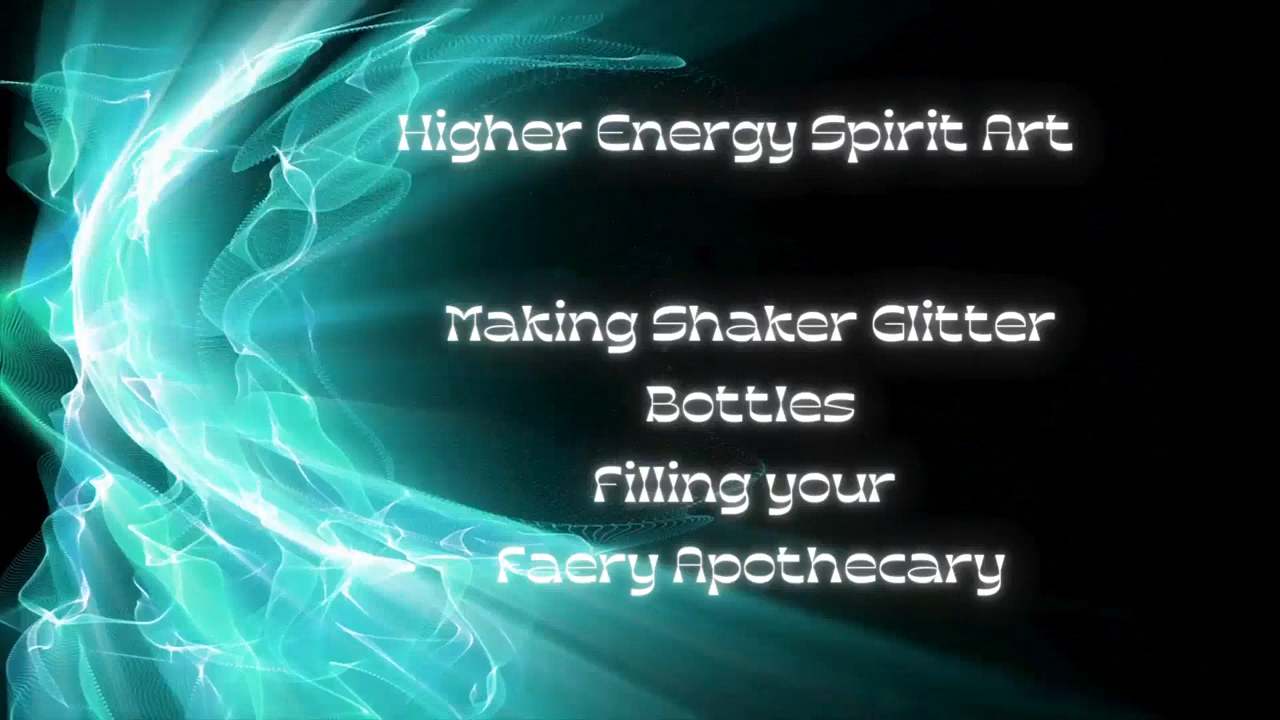 Higher Energy Spirit Art
Making Shaker Glitter
Bottles
Filling your
Faery Apothecary